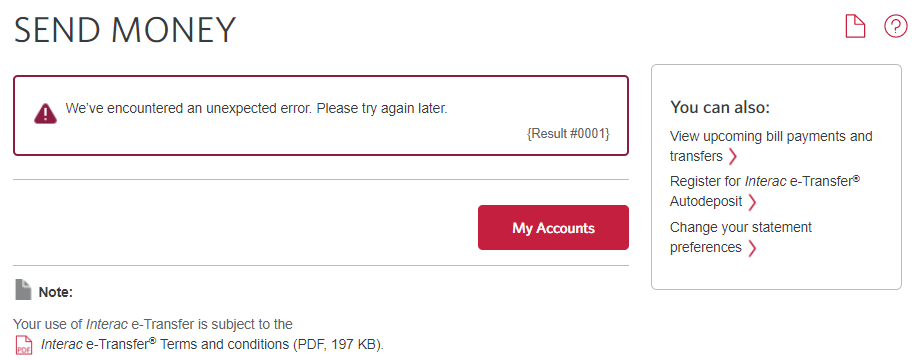 SEND MONEY
We've encountered an unexpected error. Please try again later.
{Result #0001}
My Accounts
Note:
Your use of Interac e-Transfer is subject to the
PDF Interac e-Transfer® Terms and conditions (PDF, 197 KB).
You can also:
View upcoming bill payments and
transfers
Register for Interac e-Transfer®
Autodeposit
Change your statement
preferences